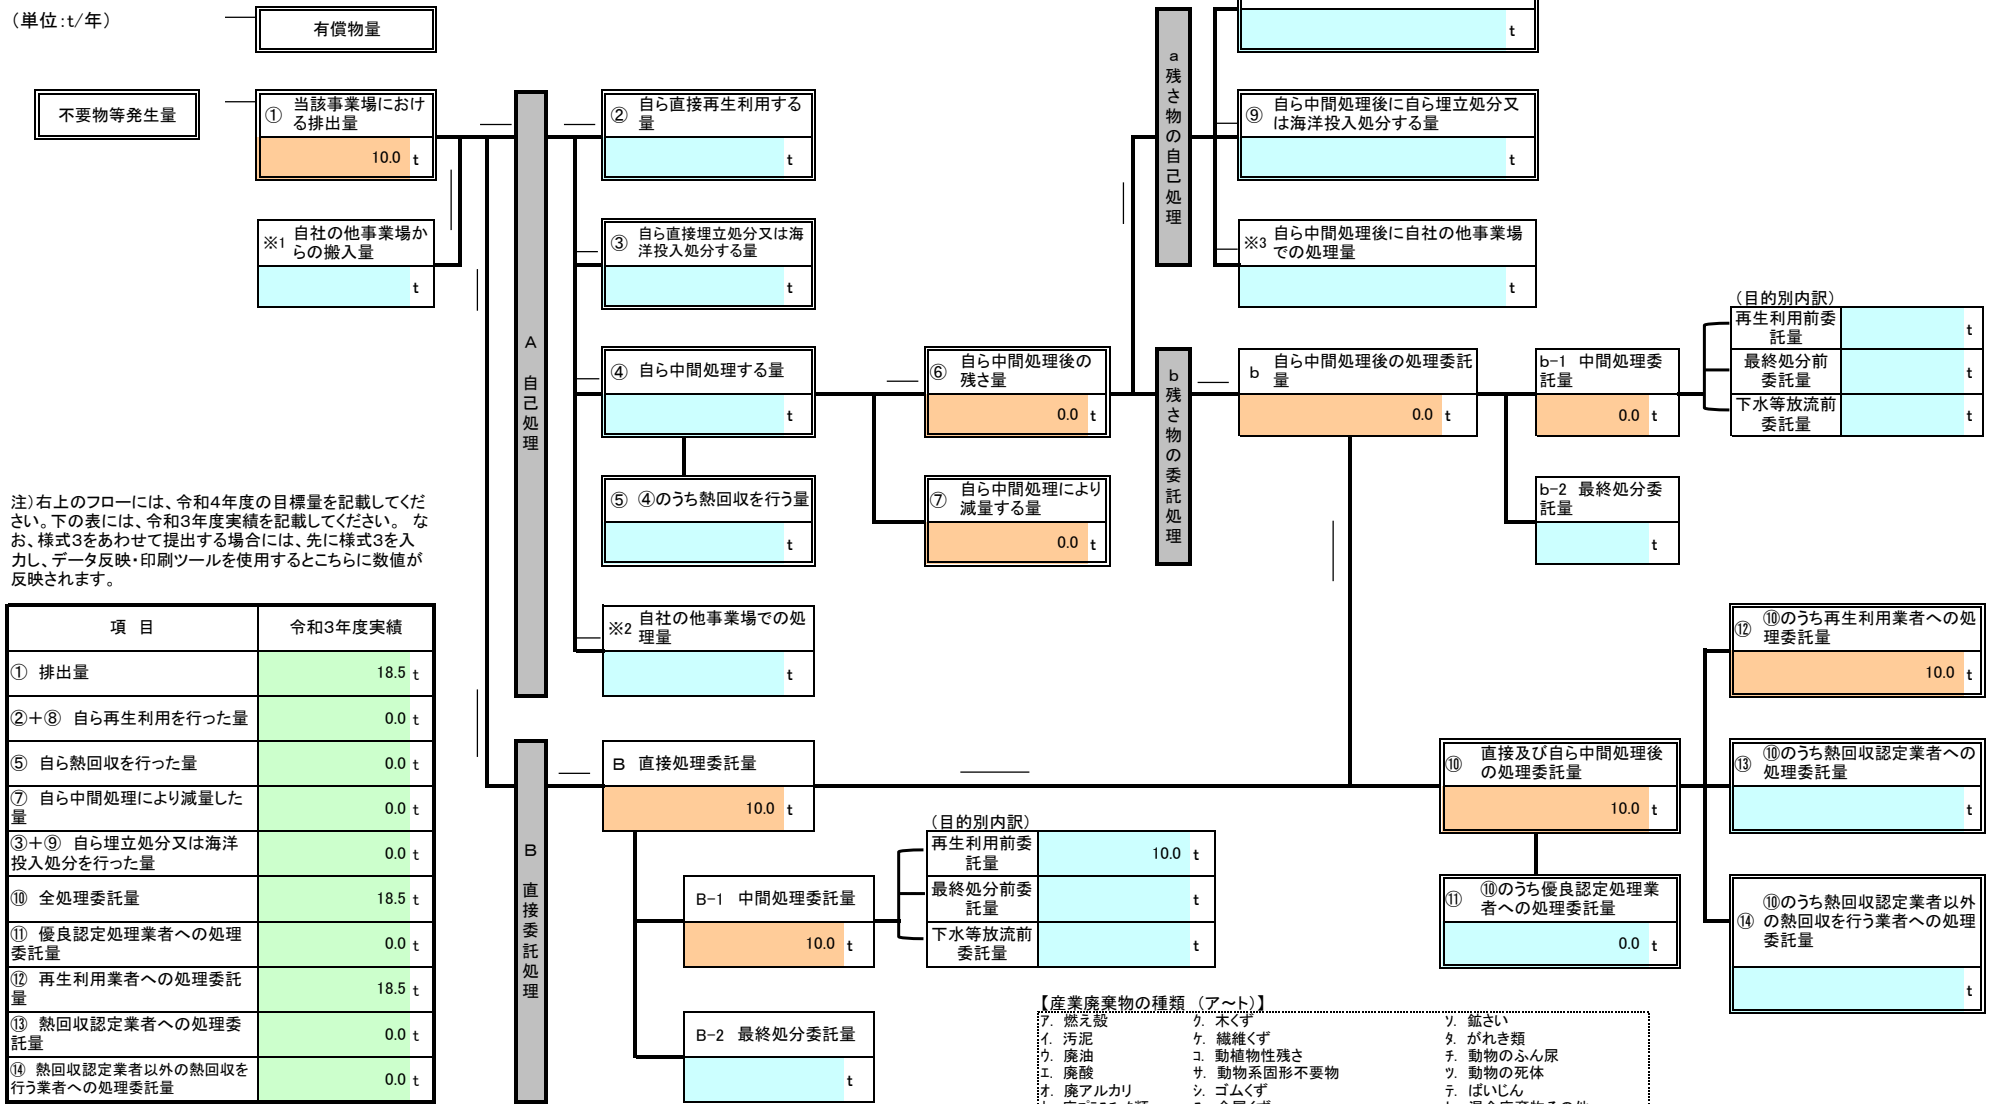 (単位:t/年)
有償物量
t
不要物等発生量
① 当該事業場におけ
る排出量
10.0 t
※1 自社の他事業場か
らの搬入量
t
A 自己処理
② 自ら直接再生利用する
量
t
③ 自ら直接埋立処分又は海
洋投入処分する量
t
④ 自ら中間処理する量
t
⑤ ④のうち熱回収を行う量
t
※2 自社の他事業場での処
理量
t
⑥ 自ら中間処理後の
残さ量
0.0 t
⑦ 自ら中間処理により
減量する量
0.0 t
a 残さ物の自己処理
⑨ 自ら中間処理後に自ら埋立処分又
は海洋投入処分する量
t
※3 自ら中間処理後に自社の他事業場
での処理量
t
b 残さ物の委託処理
b 自ら中間処理後の処理委託
量
0.0 t
b-1 中間処理委
託量
0.0 t
b-2 最終処分委
託量
t
(目的別内訳)
再生利用前委
託量
t
最終処分前
委託量
t
下水等放流前
委託量
t
注)右上のフローには、令和4年度の目標量を記載してくだ
さい。下の表には、令和3年度実績を記載してください。 な
お、様式3をあわせて提出する場合には、先に様式3を入
力し、データ反映・印刷ツールを使用するとこちらに数値が
反映されます。
項 目 令和3年度実績
① 排出量 18.5 t
②+⑧ 自ら再生利用を行った量 0.0 t
⑤ 自ら熱回収を行った量 0.0 t
⑦ 自ら中間処理により減量した
量 0.0 t
③+⑨ 自ら埋立処分又は海洋
投入処分を行った量 0.0 t
⑩ 全処理委託量 18.5 t
⑪ 優良認定処理業者への処理
委託量 0.0 t
⑫ 再生利用業者への処理委託
量 18.5 t
⑬ 熱回収認定業者への処理委
託量 0.0 t
⑭ 熱回収認定業者以外の熱回収を
行う業者への処理委託量 0.0 t
B 直接委託処理
B 直接処理委託量
10.0 t
B-1 中間処理委託量
10.0 t
B-2 最終処分委託量
t
(目的別内訳)
再生利用前委
託量
10.0 t
最終処分前委
託量
t
下水等放流前
委託量
t
⑩ 直接及び自ら中間処理後
の処理委託量
10.0 t
⑪ ⑩のうち優良認定処理業
者への処理委託量
0.0 t
⑫ ⑩のうち再生利用業者への処
理委託量
10.0 t
⑬ ⑩のうち熱回収認定業者への
処理委託量
t
⑭ ⑩のうち熱回収認定業者以外
の熱回収を行う業者への処理
委託量
t
【産業廃棄物の種類 (ア~ト)】
ア. 燃え殻 ク. 木くず ソ. 鉱さい
イ. 汚泥 ケ. 繊維くず タ. がれき類
ウ. 廃油 コ. 動植物性残さ チ. 動物のふん尿
エ. 廃酸 サ. 動物系固形不要物 ツ. 動物の死体
オ. 廃アルカリ シ. ゴムくず テ. ばいじん